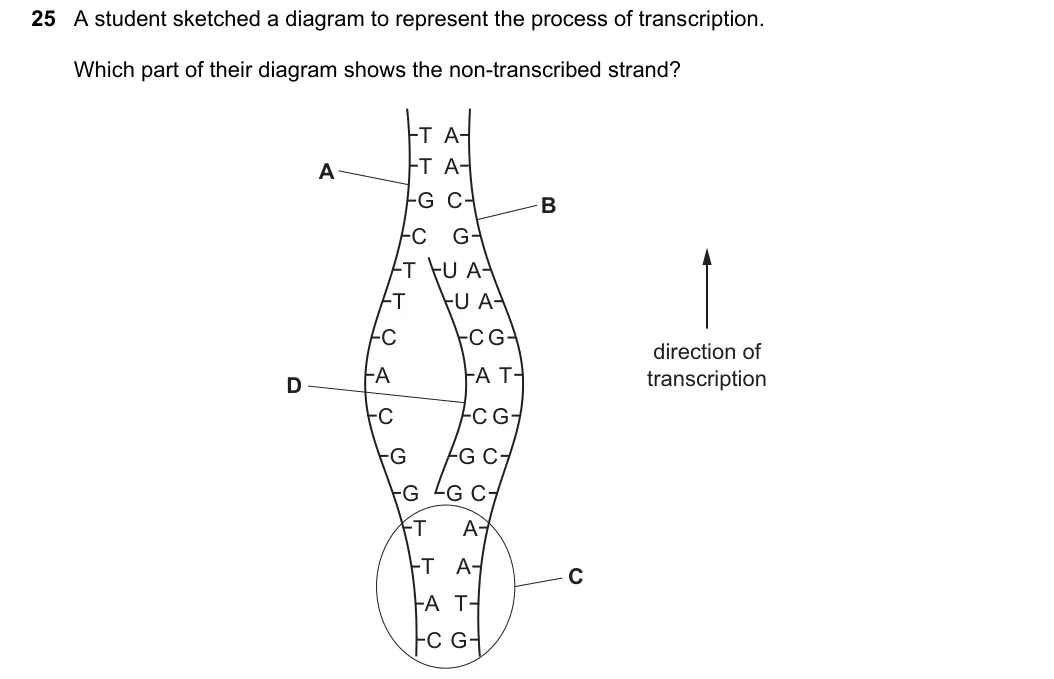 25 A student sketched a diagram to represent the process of transcription.
Which part of their diagram shows the non-transcribed strand?
T A
T A
A
G C
B
C G
T U A
T U A
C C G
direction of
transcription
A A T
D
C C G
G G C
G G C
T A
T A
C
A T
C G